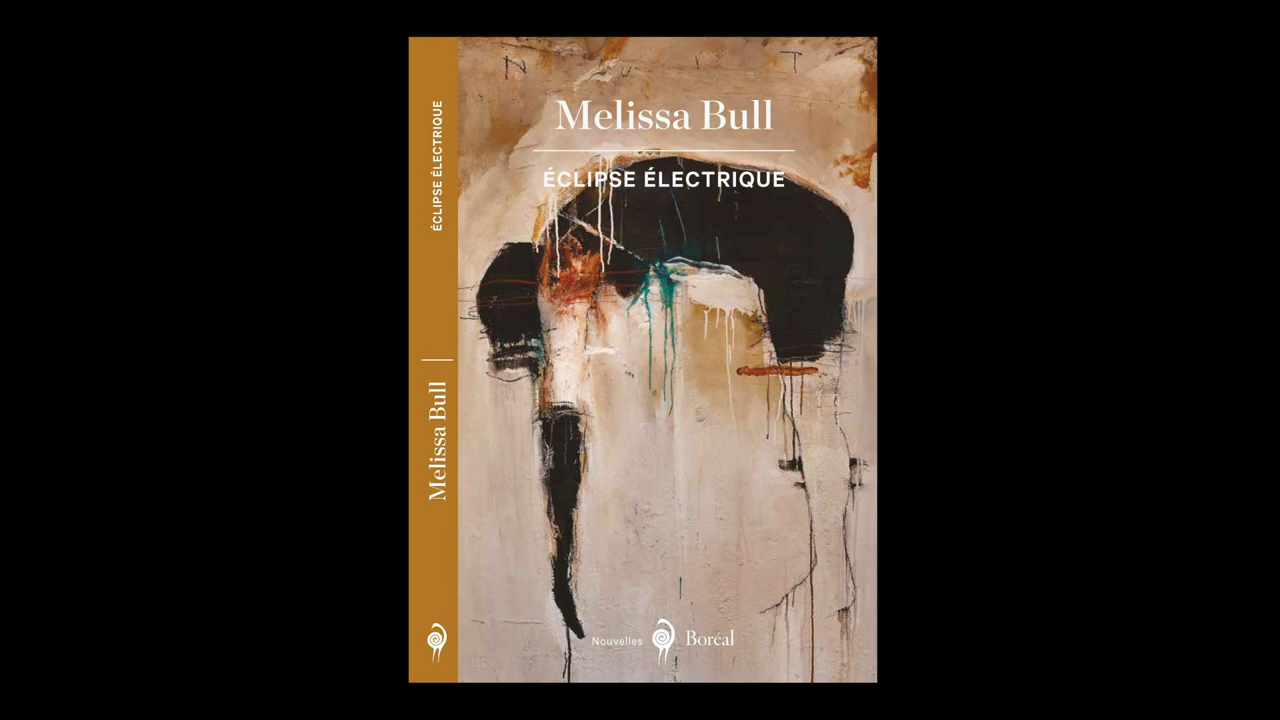 ÉCLIPSE ÉLECTRIQUE
Melissa Bull
N U I T
Melissa Bull
ÉCLIPSE ÉLECTRIQUE
Nouvelles Boréal